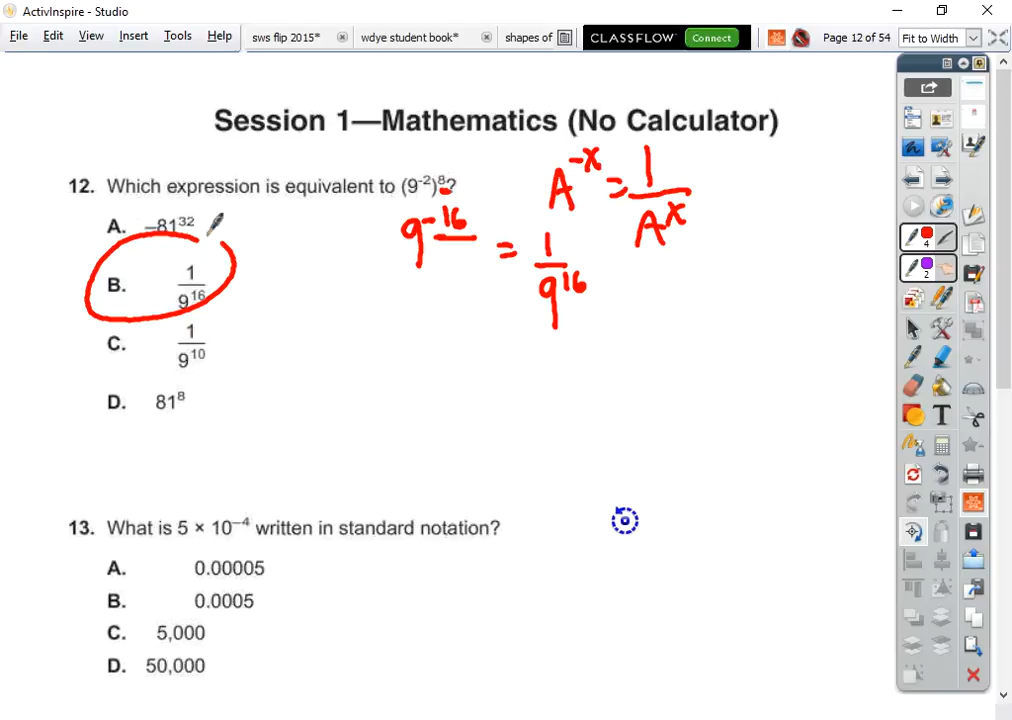 ActivInspire - Studio
File Edit View Insert Tools Help
sws flip 2015* wdye student book* shapes of CLASSFLOW Connect Page 12 of 54 Fit to Width
Session 1—Mathematics (No Calculator)
12. Which expression is equivalent to (9⁻²)⁸?
A⁻ˣ = 1/Aˣ
9⁻¹⁶ = 1/9¹⁶
A. –81³²
B. 1/9¹⁶
C. 1/9¹⁰
D. 81⁸
13. What is 5 × 10⁻⁴ written in standard notation?
A. 0.00005
B. 0.0005
C. 5,000
D. 50,000
4
2
T